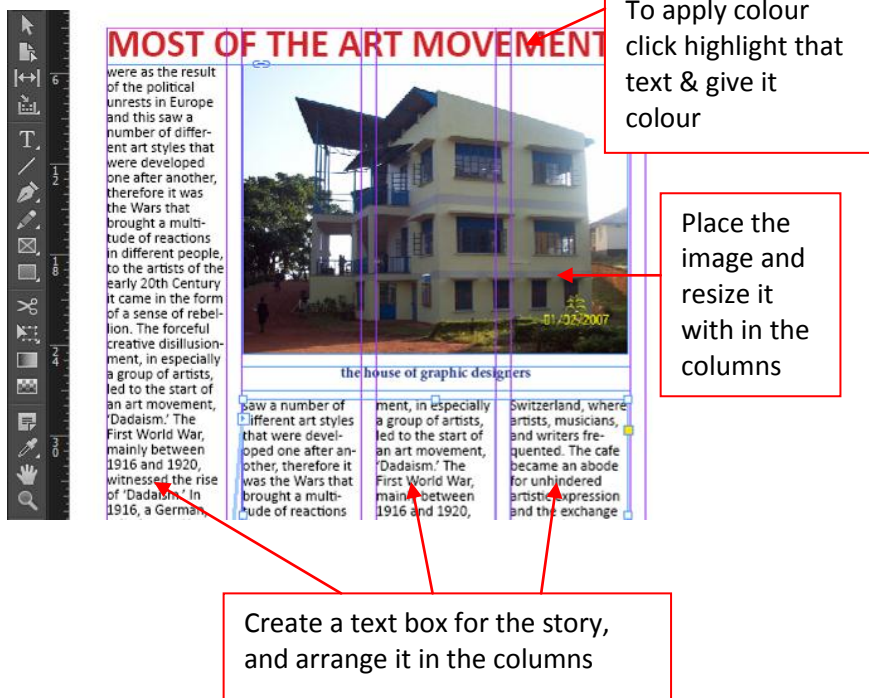 To apply colour
click highlight that
text & give it
colour
MOST OF THE ART MOVEMENT
were as the result
of the political
unrests in Europe
and this saw a
number of differ-
ent art styles that
were developed
one after another,
therefore it was
the Wars that
brought a multi-
tude of reactions
in different people,
to the artists of the
early 20th Century
it came in the form
of a sense of rebel-
lion. The forceful
creative disillusion-
ment, in especially
a group of artists,
led to the start of
an art movement,
'Dadaism.' The
First World War,
mainly between
1916 and 1920,
witnessed the rise
of 'Dadaism.' In
1916, a German,
01/02/2007
the house of graphic designers
saw a number of
different art styles
that were devel-
oped one after an-
other, therefore it
was the Wars that
brought a multi-
tude of reactions
ment, in especially
a group of artists,
led to the start of
an art movement,
'Dadaism.' The
First World War,
mainly between
1916 and 1920,
Switzerland, where
artists, musicians,
and writers fre-
quented. The cafe
became an abode
for unhindered
artistic expression
and the exchange
Place the
image and
resize it
with in the
columns
Create a text box for the story,
and arrange it in the columns
6
12
18
24
30
T